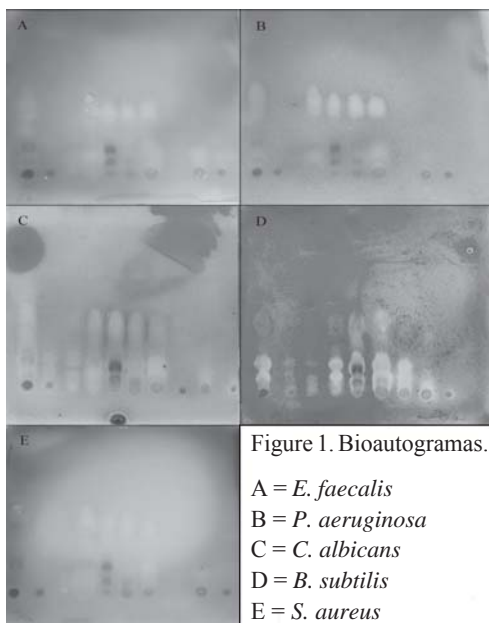 A
B
C
D
E
Figure 1. Bioautogramas.
A = E. faecalis
B = P. aeruginosa
C = C. albicans
D = B. subtilis
E = S. aureus